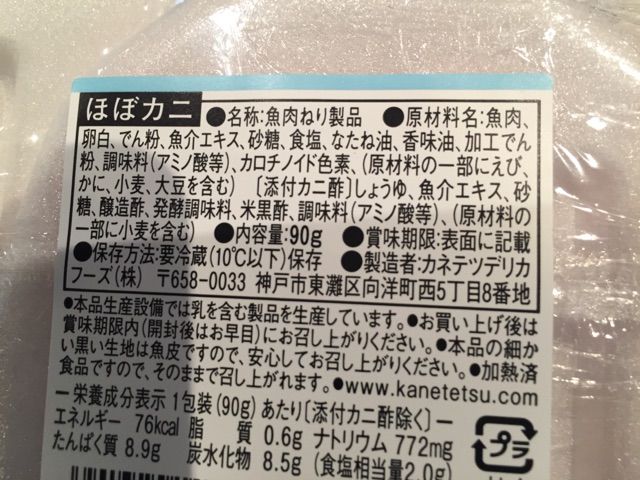 ほぼカニ ●名称:魚肉ねり製品 ●原材料名:魚肉、
卵白、でん粉、魚介エキス、砂糖、食塩、なたね油、香味油、加工でん
粉、調味料(アミノ酸等)、カロチノイド色素、(原材料の一部にえび、
かに、小麦、大豆を含む)〔添付カニ酢〕しょうゆ、魚介エキス、砂
糖、醸造酢、発酵調味料、米黒酢、調味料(アミノ酸等)、(原材料の
一部に小麦を含む) ●内容量:90g ●賞味期限:表面に記載
●保存方法:要冷蔵(10℃以下)保存 ●製造者:カネテツデリカ
フーズ(株) 〒658-0033 神戸市東灘区向洋町西5丁目8番地
●本品生産設備では乳を含む製品を生産しています。●お買い上げ後は
賞味期限内(開封後はお早目)にお召し上がりください。●本品の細か
い黒い生地は魚皮ですので、安心してお召し上がりください。●加熱済
食品ですので、そのまま召し上がれます。●www.kanetetsu.com
─栄養成分表示 1包装(90g)あたり〔添付カニ酢除く〕─
エネルギー 76kcal 脂質 0.6g ナトリウム 772mg
たんぱく質 8.9g 炭水化物 8.5g (食塩相当量2.0g)
プラ